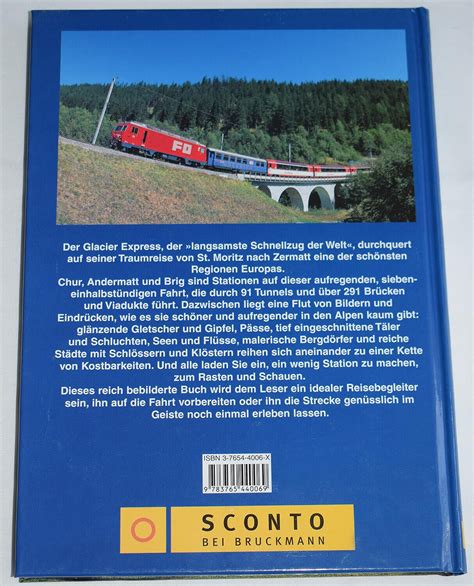 FO
Der Glacier Express, der »langsamste Schnellzug der Welt«, durchquert
auf seiner Traumreise von St. Moritz nach Zermatt eine der schönsten
Regionen Europas.
Chur, Andermatt und Brig sind Stationen auf dieser aufregenden, sieben-
einhalbstündigen Fahrt, die durch 91 Tunnels und über 291 Brücken
und Viadukte führt. Dazwischen liegt eine Flut von Bildern und
Eindrücken, wie es sie schöner und aufregender in den Alpen kaum gibt:
glänzende Gletscher und Gipfel, Pässe, tief eingeschnittene Täler
und Schluchten, Seen und Flüsse, malerische Bergdörfer und reiche
Städte mit Schlössern und Klöstern reihen sich aneinander zu einer Kette
von Kostbarkeiten. Und alle laden Sie ein, ein wenig Station zu machen,
zum Rasten und Schauen.
Dieses reich bebilderte Buch wird dem Leser ein idealer Reisebegleiter
sein, ihn auf die Fahrt vorbereiten oder ihn die Strecke genüsslich im
Geiste noch einmal erleben lassen.
ISBN 3-7654-4006-X
9 783765 440069
SCONTO
BEI BRUCKMANN